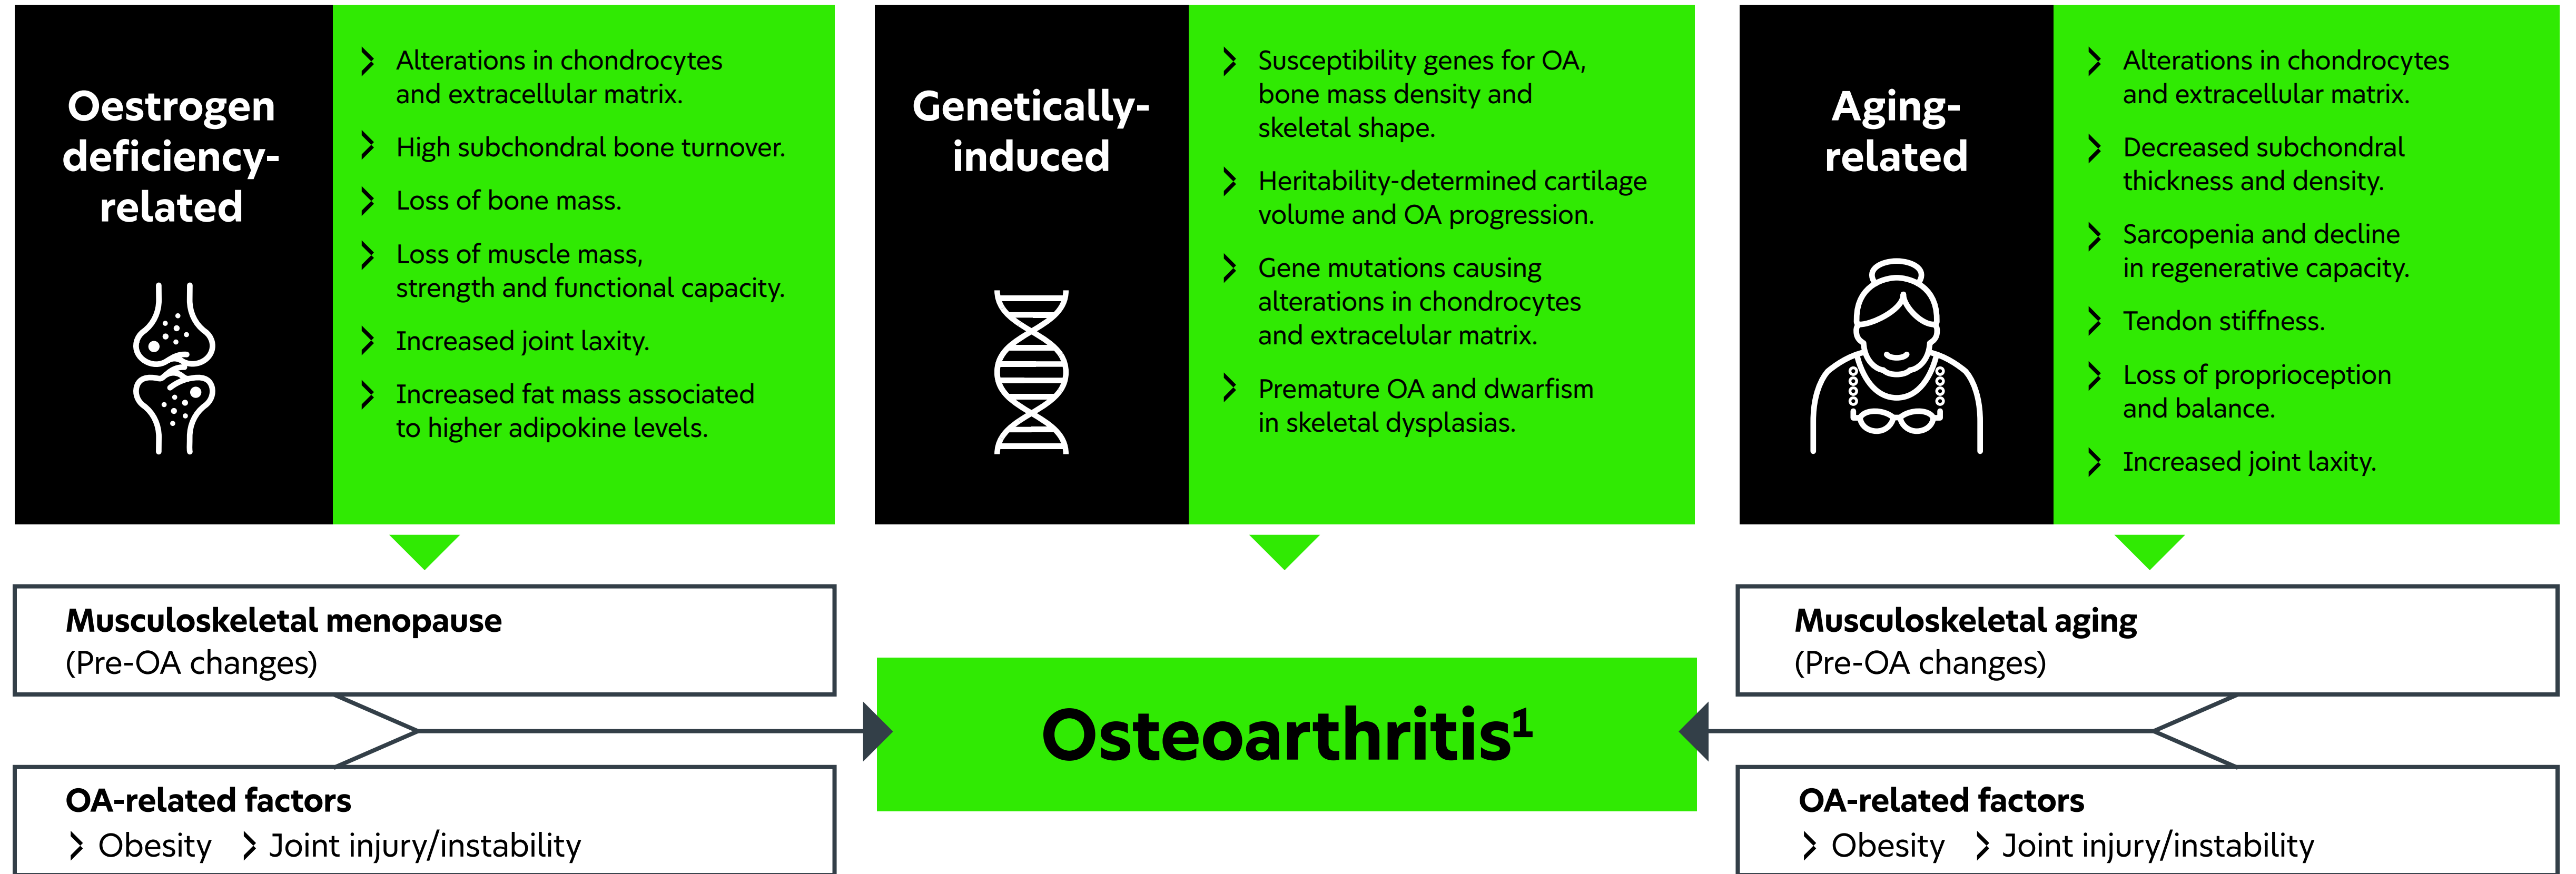 Oestrogen
deficiency-
related
Alterations in chondrocytes
and extracellular matrix.
High subchondral bone turnover.
Loss of bone mass.
Loss of muscle mass,
strength and functional capacity.
Increased joint laxity.
Increased fat mass associated
to higher adipokine levels.
Genetically-
induced
Susceptibility genes for OA,
bone mass density and
skeletal shape.
Heritability-determined cartilage
volume and OA progression.
Gene mutations causing
alterations in chondrocytes
and extracelular matrix.
Premature OA and dwarfism
in skeletal dysplasias.
Aging-
related
Alterations in chondrocytes
and extracellular matrix.
Decreased subchondral
thickness and density.
Sarcopenia and decline
in regenerative capacity.
Tendon stiffness.
Loss of proprioception
and balance.
Increased joint laxity.
Musculoskeletal menopause
(Pre-OA changes)
OA-related factors
Obesity Joint injury/instability
Osteoarthritis¹
Musculoskeletal aging
(Pre-OA changes)
OA-related factors
Obesity Joint injury/instability